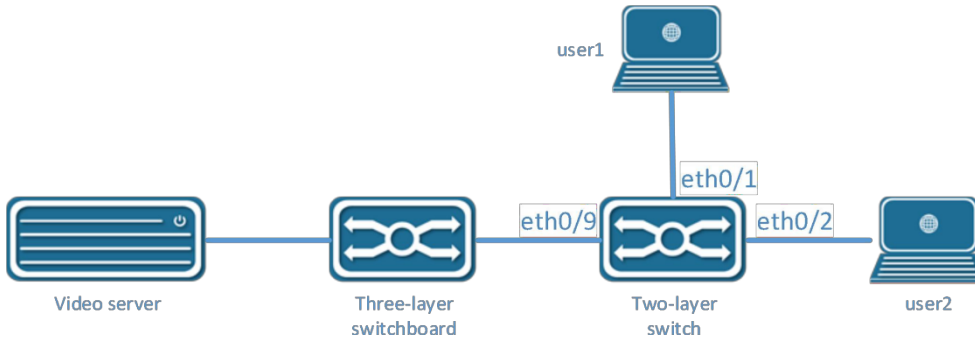 user1
eth0/1
eth0/9
eth0/2
Video server
Three-layer
switchboard
Two-layer
switch
user2